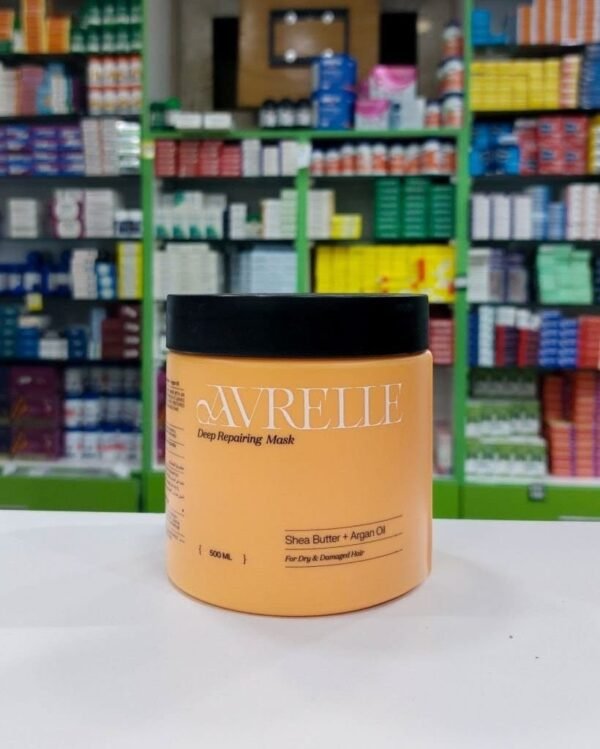 AVRELLE
Deep Repairing Mask
Shea Butter + Argan Oil
{ 500 ML }
For Dry & Damaged Hair